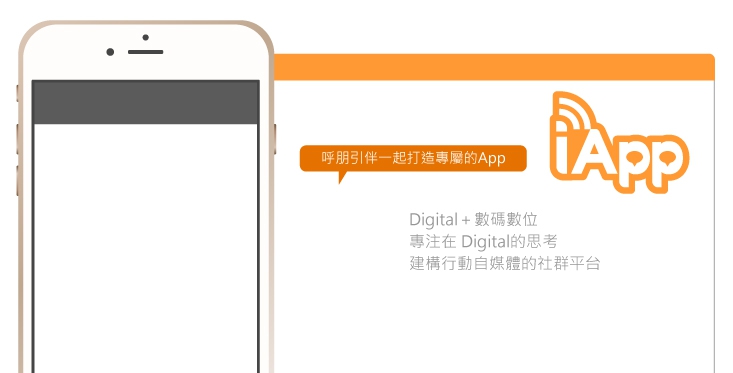 呼朋引伴一起打造專屬的App
iApp
Digital + 數碼數位
專注在 Digital的思考
建構行動自媒體的社群平台